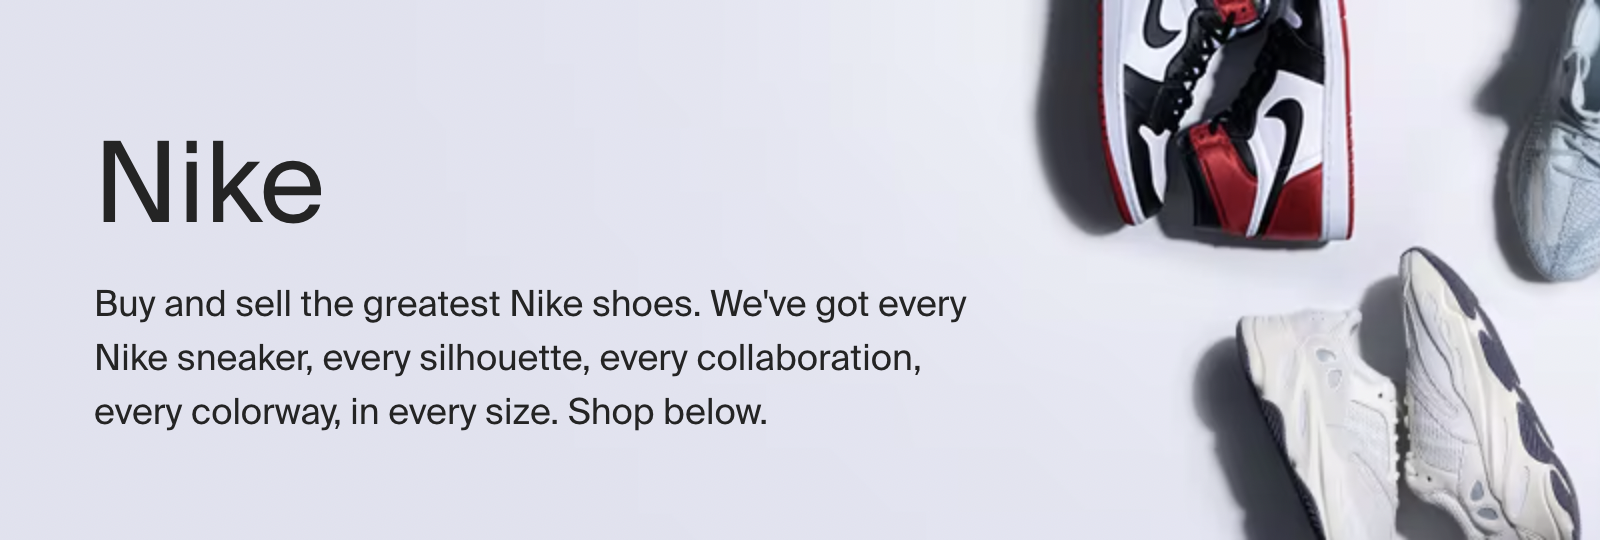 Nike
Buy and sell the greatest Nike shoes. We've got every
Nike sneaker, every silhouette, every collaboration,
every colorway, in every size. Shop below.